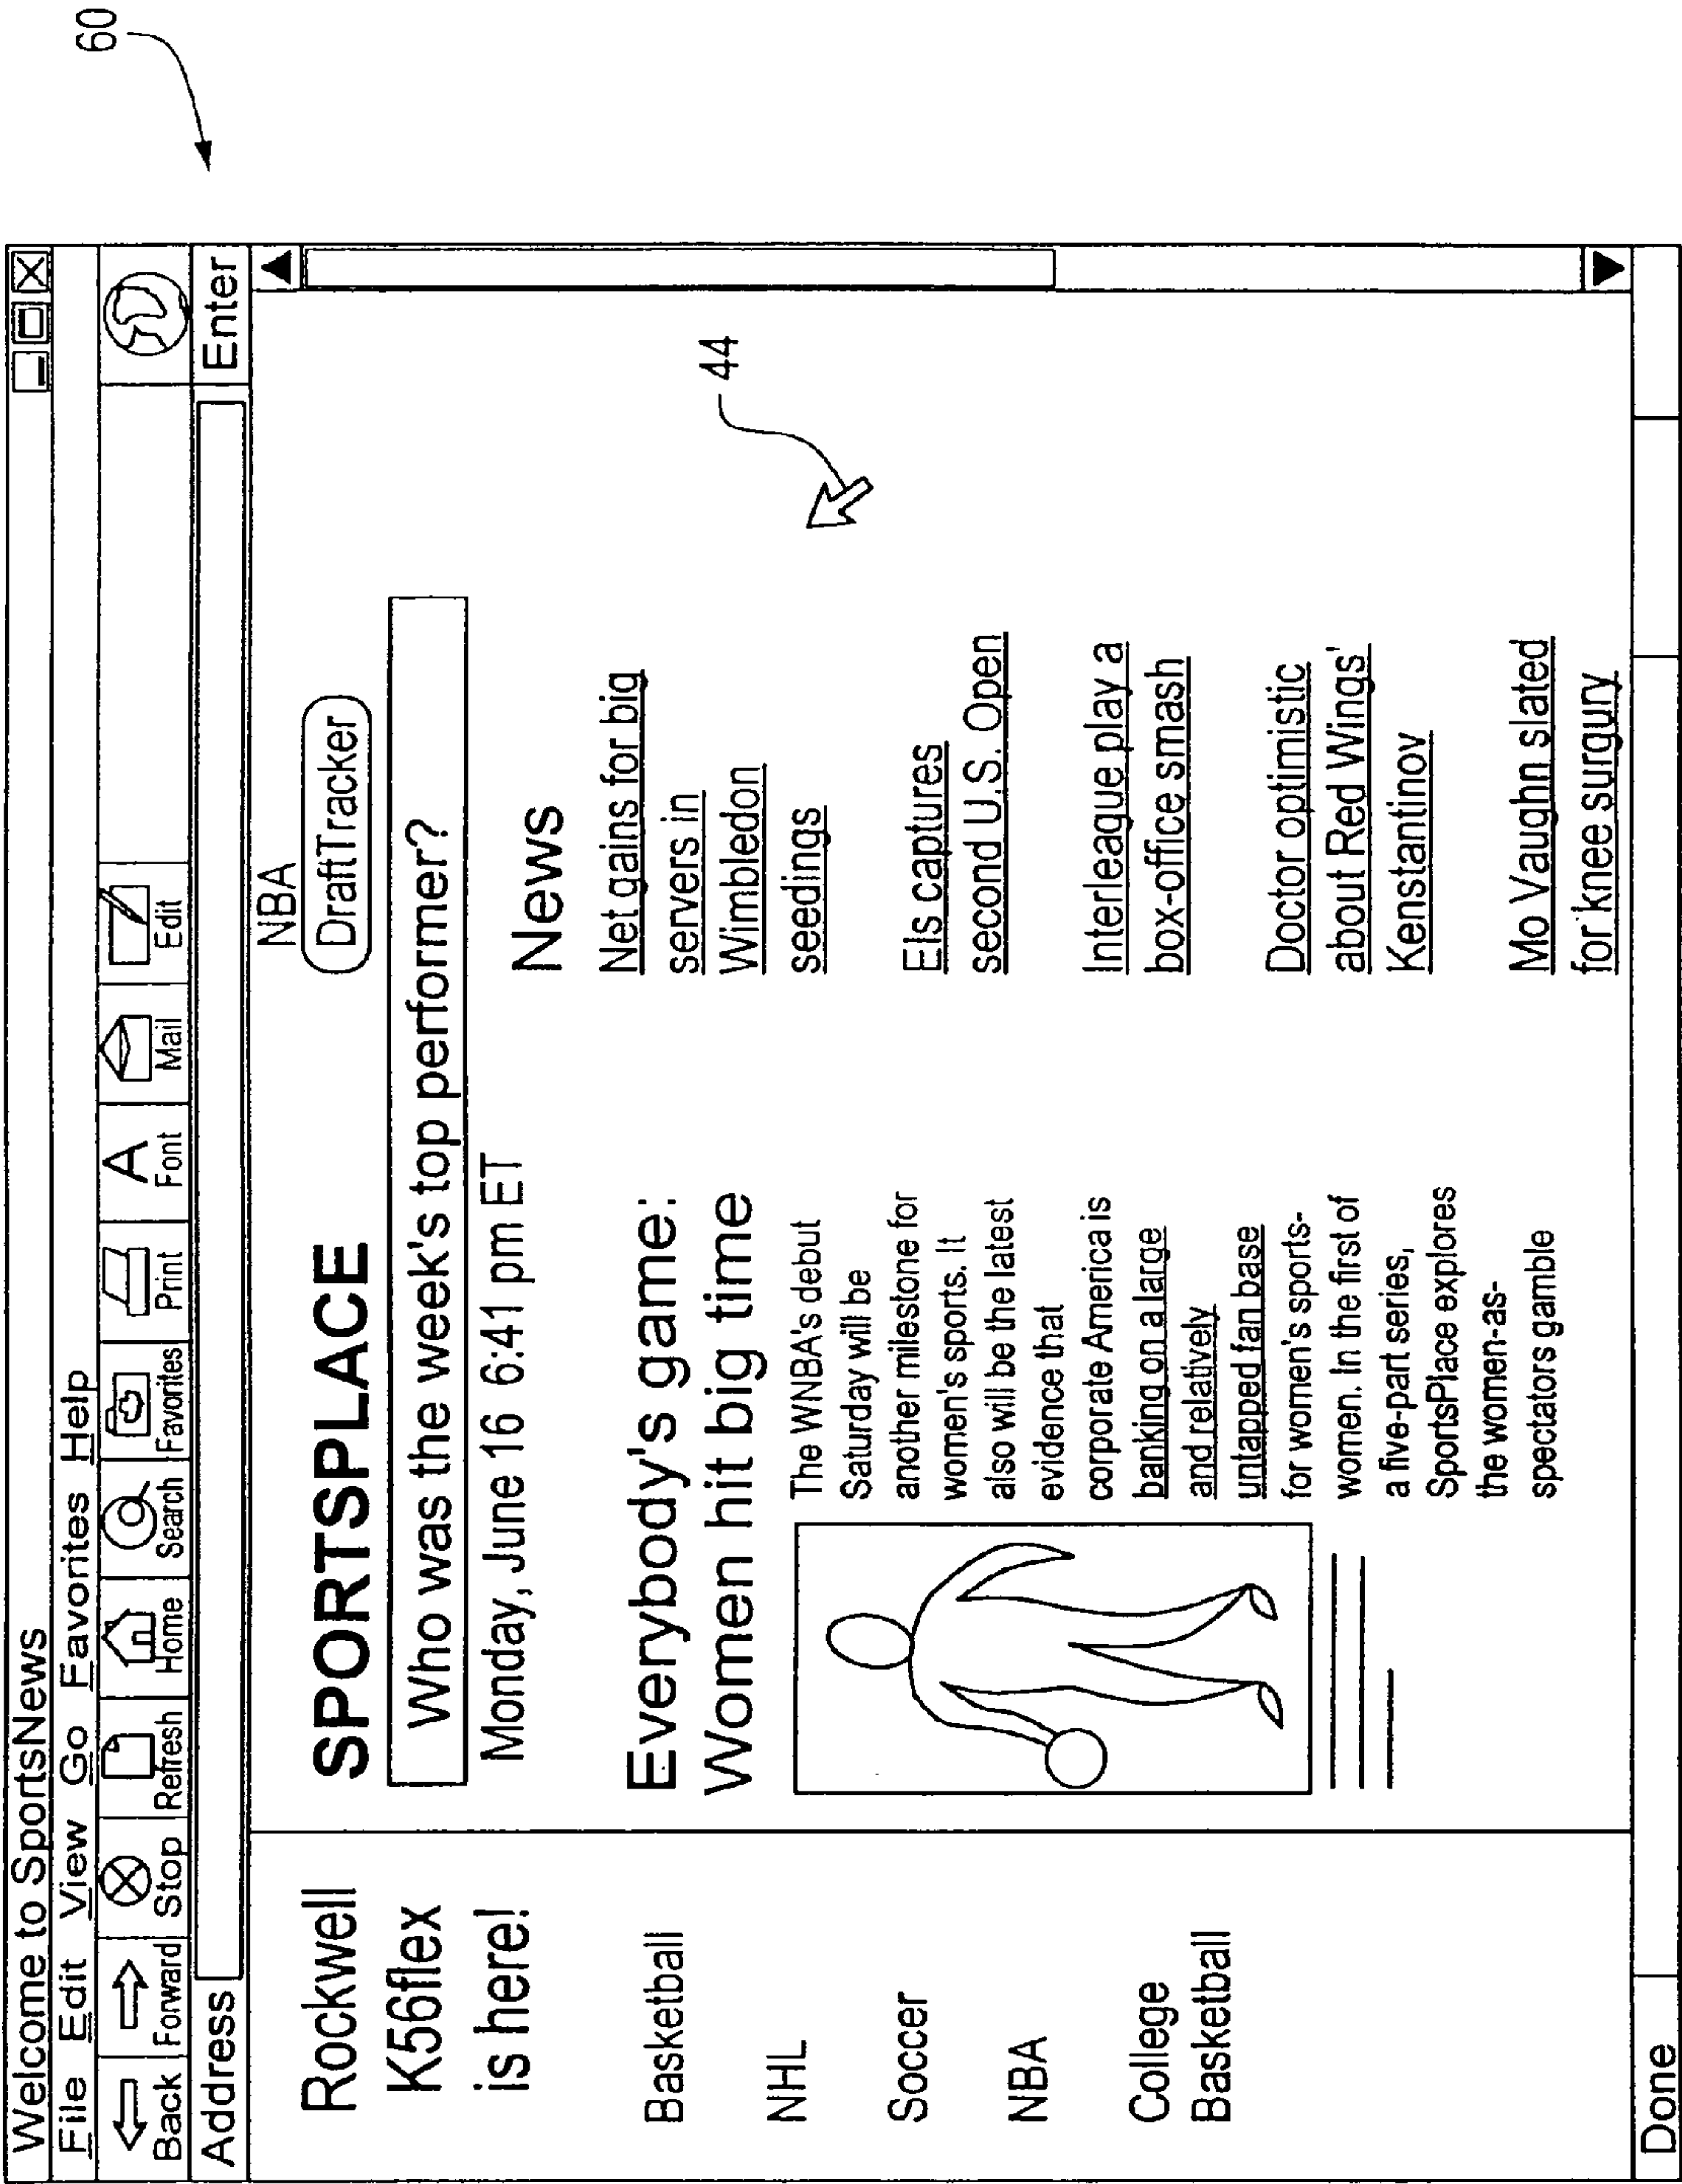 60
Welcome to SportsNews
File Edit View Go Favorites Help
Back Forward Stop Refresh Home Search Favorites Print Font Mail Edit
Address Enter
Rockwell
K56flex
is here!
Basketball
NHL
Soccer
NBA
College
Basketball
NBA
SPORTSPLACE DraftTracker
Who was the week's top performer?
Monday, June 16 6:41 pm ET
Everybody's game:
Women hit big time
The WNBA's debut
Saturday will be
another milestone for
women's sports. It
also will be the latest
evidence that
corporate America is
banking on a large
and relatively
untapped fan base
for women's sports-
women. In the first of
a five-part series,
SportsPlace explores
the women-as-
spectators gamble
News
Net gains for big
servers in
Wimbledon
seedings
Els captures
second U.S. Open
Interleague play a
box-office smash
Doctor optimistic
about Red Wings'
Kenstantinov
Mo Vaughn slated
for knee surgury
44
Done